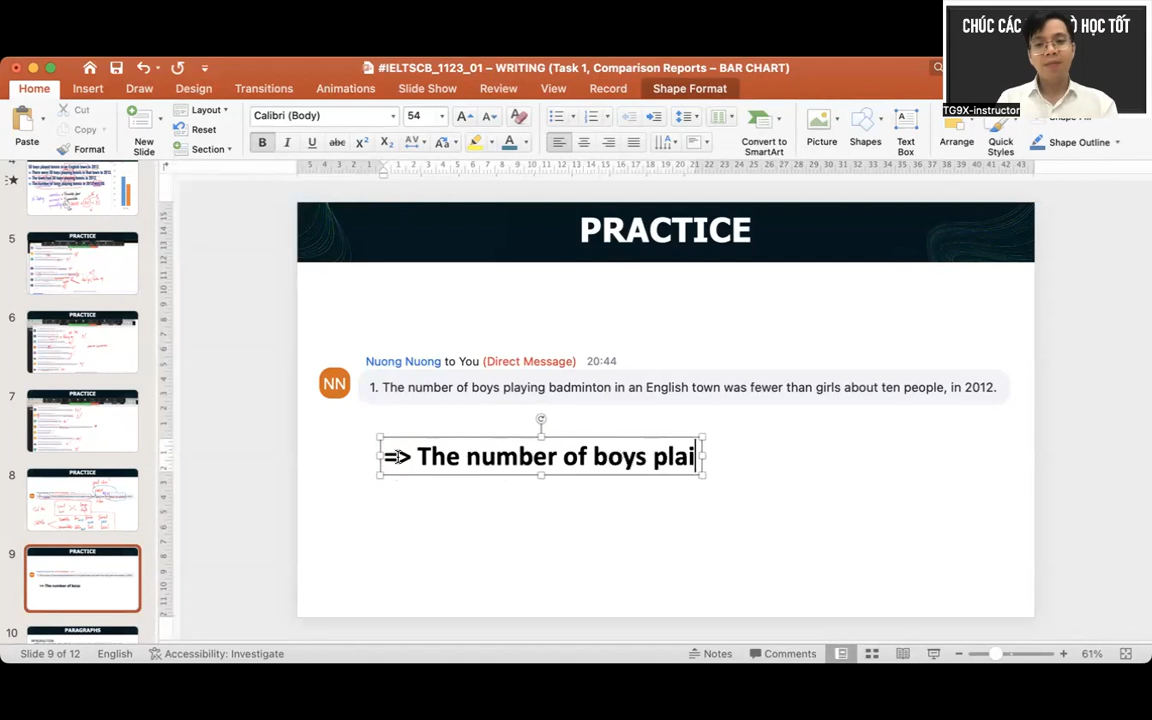 CHÚC CÁC HỌC TỐT
TG9X-instructor
#IELTSCB_1123_01 – WRITING (Task 1, Comparison Reports – BAR CHART)
Home Insert Draw Design Transitions Animations Slide Show Review View Record Shape Format
Paste
Cut
Copy
Format
New Slide
Layout
Reset
Section
Calibri (Body) 54
Convert to SmartArt
Picture
Shapes
Text Box
Arrange
Quick Styles
Shape Outline
5
PRACTICE
6
PRACTICE
7
PRACTICE
8
PRACTICE
9
PRACTICE
=> The number of boys
10
PARAGRAPHS
PRACTICE
Nuong Nuong to You (Direct Message) 20:44
NN
1. The number of boys playing badminton in an English town was fewer than girls about ten people, in 2012.
=> The number of boys plai
Slide 9 of 12 English Accessibility: Investigate Notes Comments 61%